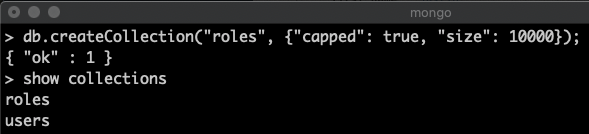 mongo
> db.createCollection("roles", {"capped": true, "size": 10000});
{ "ok" : 1 }
> show collections
roles
users